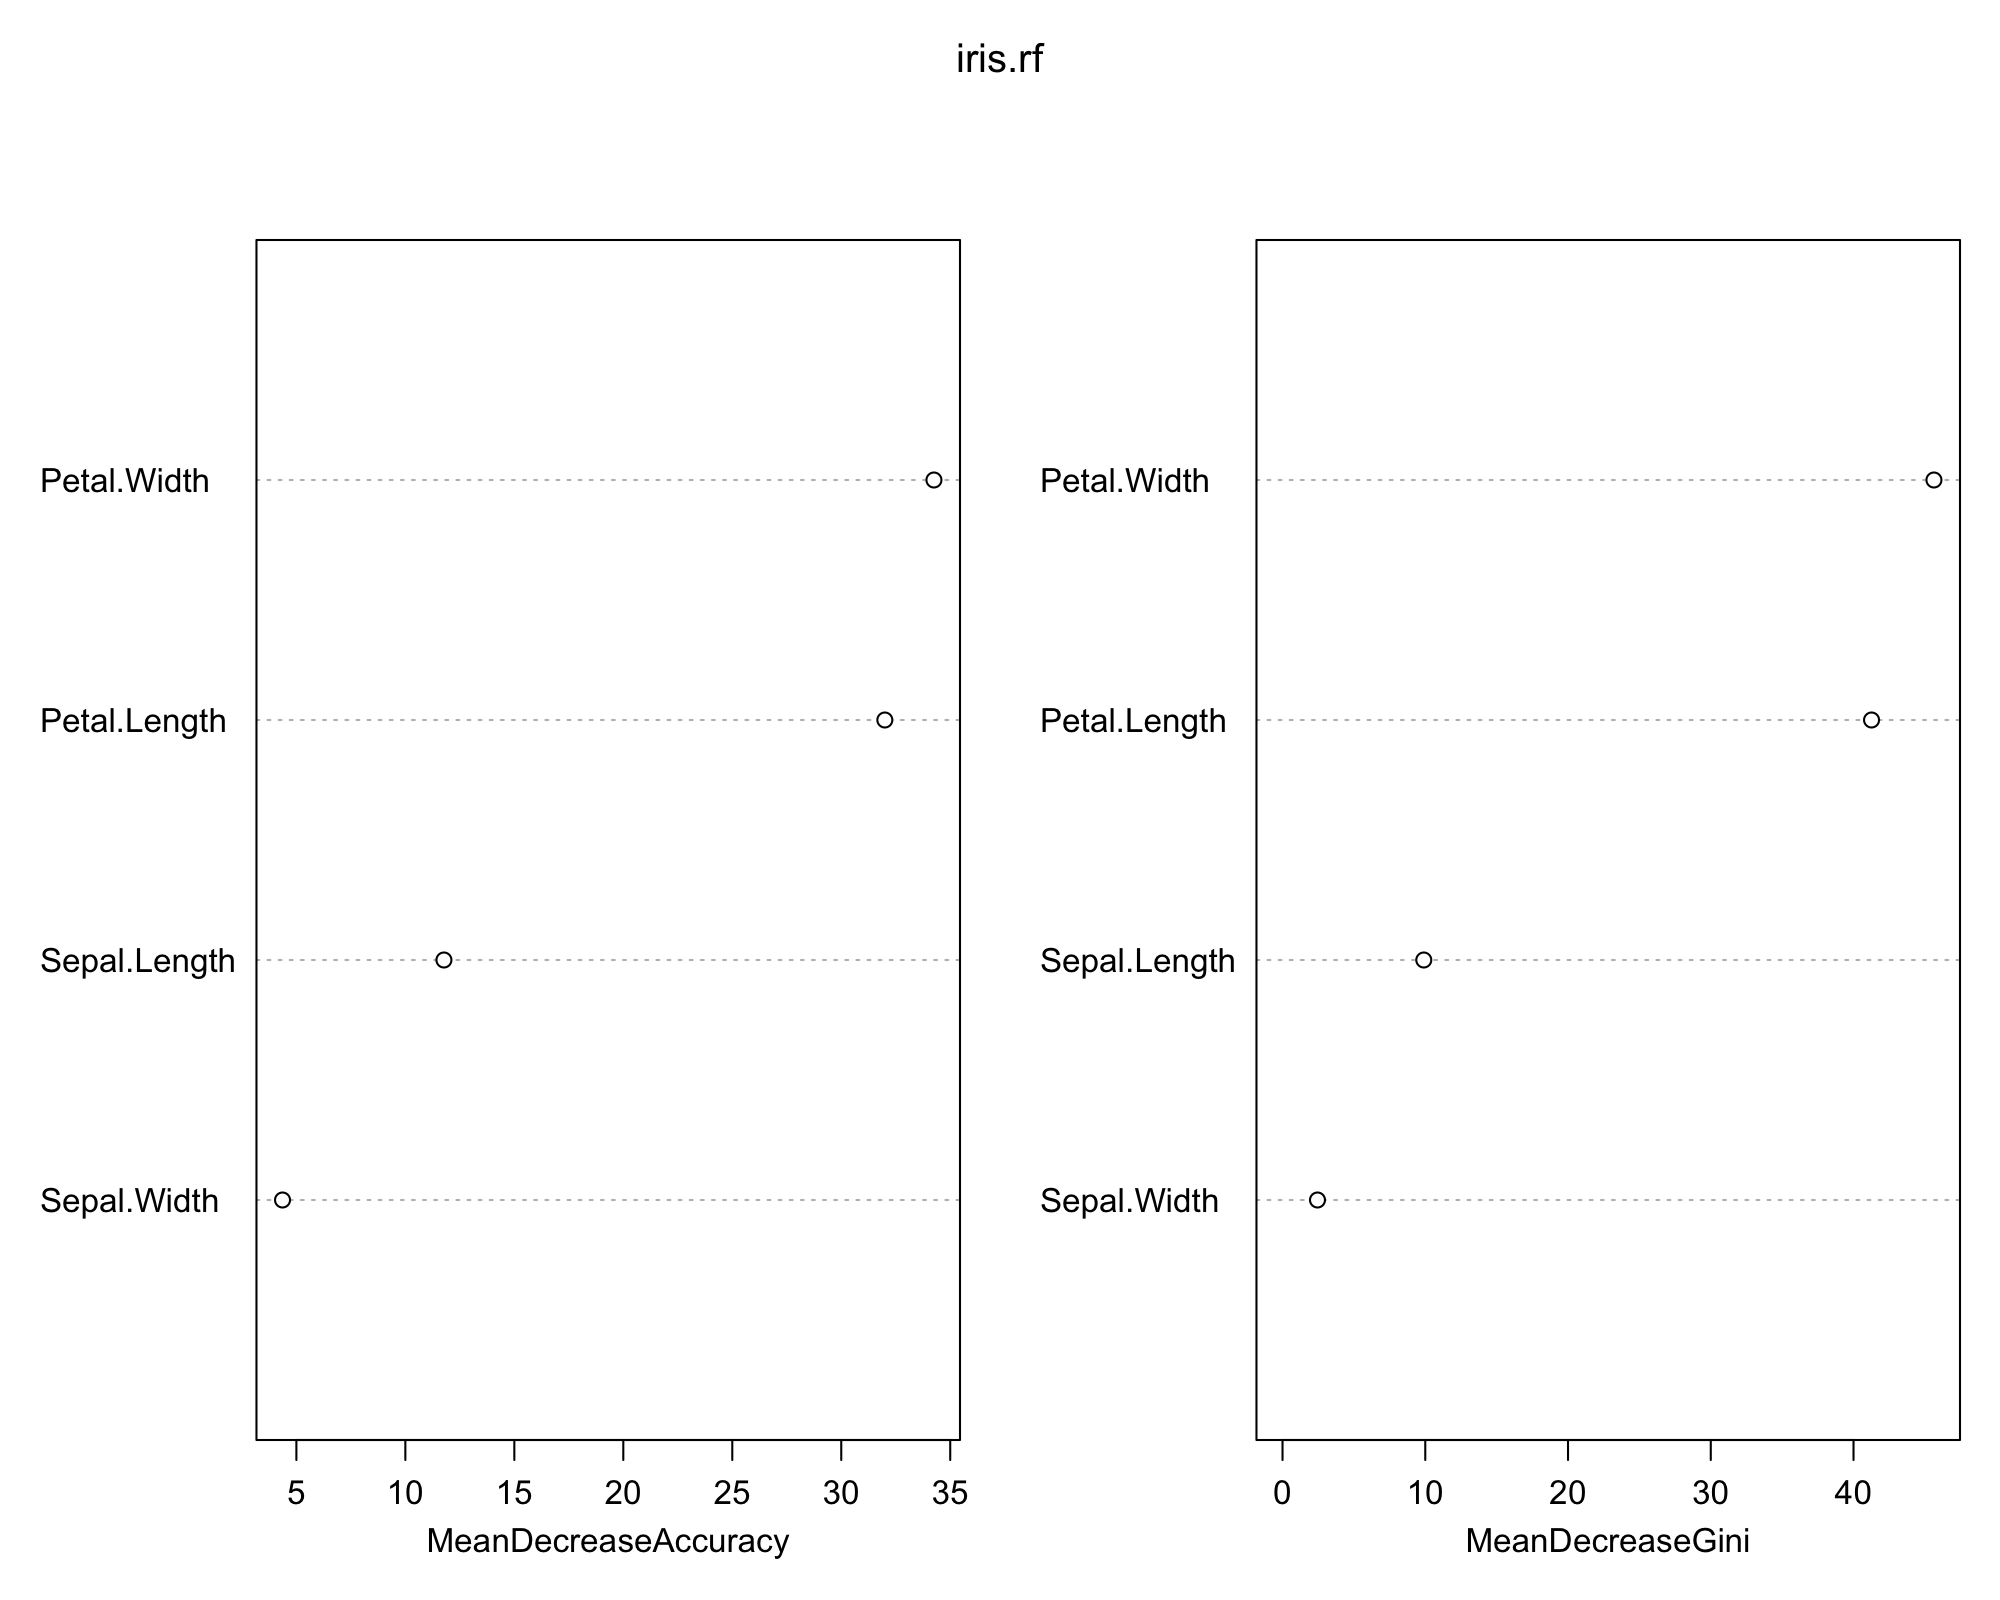 iris.rf
Petal.Width
Petal.Length
Sepal.Length
Sepal.Width
5 10 15 20 25 30 35
MeanDecreaseAccuracy
Petal.Width
Petal.Length
Sepal.Length
Sepal.Width
0 10 20 30 40
MeanDecreaseGini